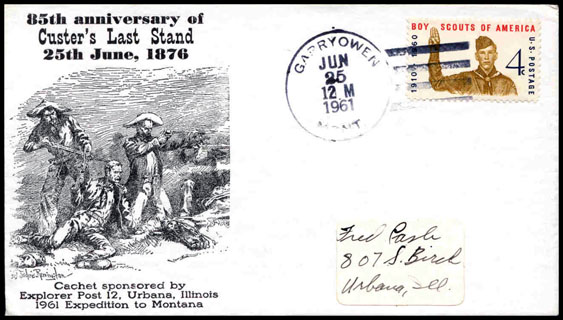 85th anniversary of
Custer's Last Stand
25th June, 1876
Cachet sponsored by
Explorer Post 12, Urbana, Illinois
1961 Expedition to Montana
GARRYOWEN
JUN
25
12 M
1961
MONT.
BOY SCOUTS OF AMERICA
1910 1960
4¢
U.S. POSTAGE
Fred Pash
807 S. Birch
Urbana, Ill.